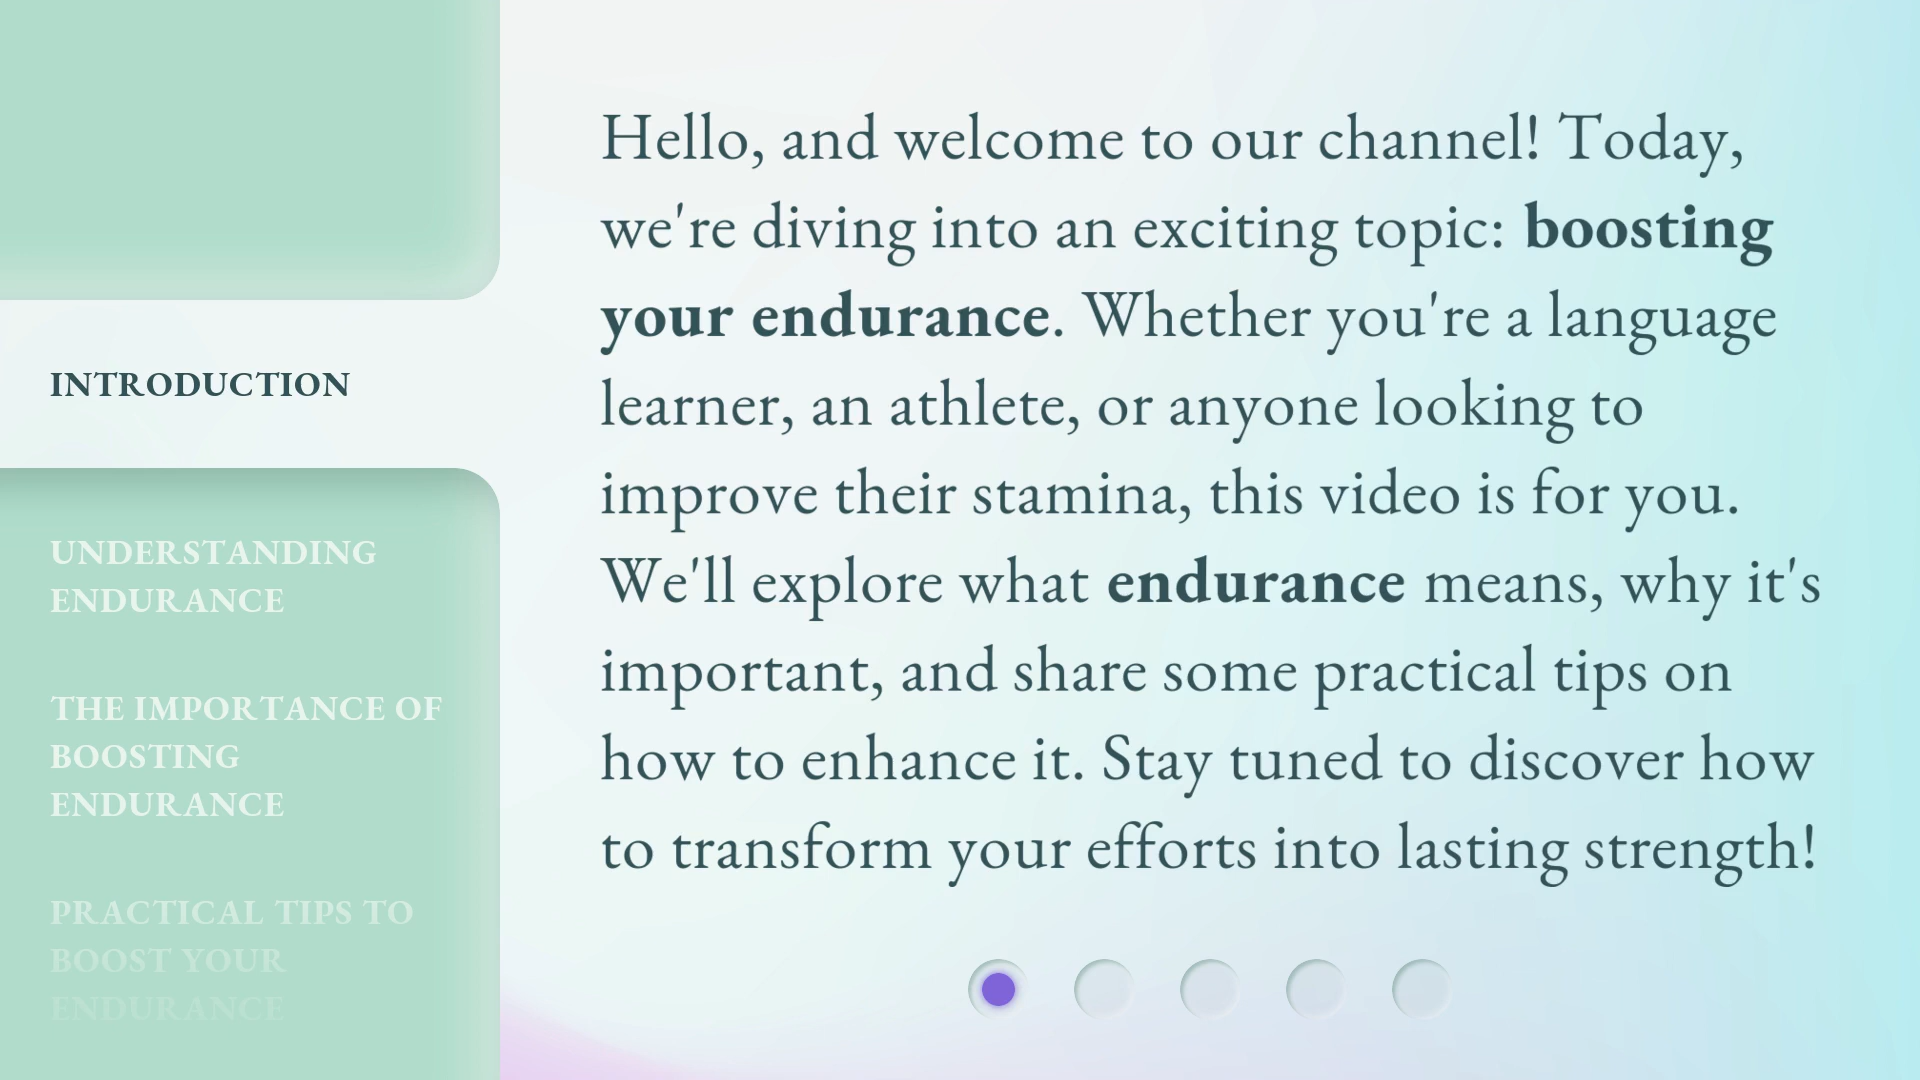 INTRODUCTION
UNDERSTANDING
ENDURANCE
THE IMPORTANCE OF
BOOSTING
ENDURANCE
PRACTICAL TIPS TO
BOOST YOUR
ENDURANCE
Hello, and welcome to our channel! Today,
we're diving into an exciting topic: boosting
your endurance. Whether you're a language
learner, an athlete, or anyone looking to
improve their stamina, this video is for you.
We'll explore what endurance means, why it's
important, and share some practical tips on
how to enhance it. Stay tuned to discover how
to transform your efforts into lasting strength!